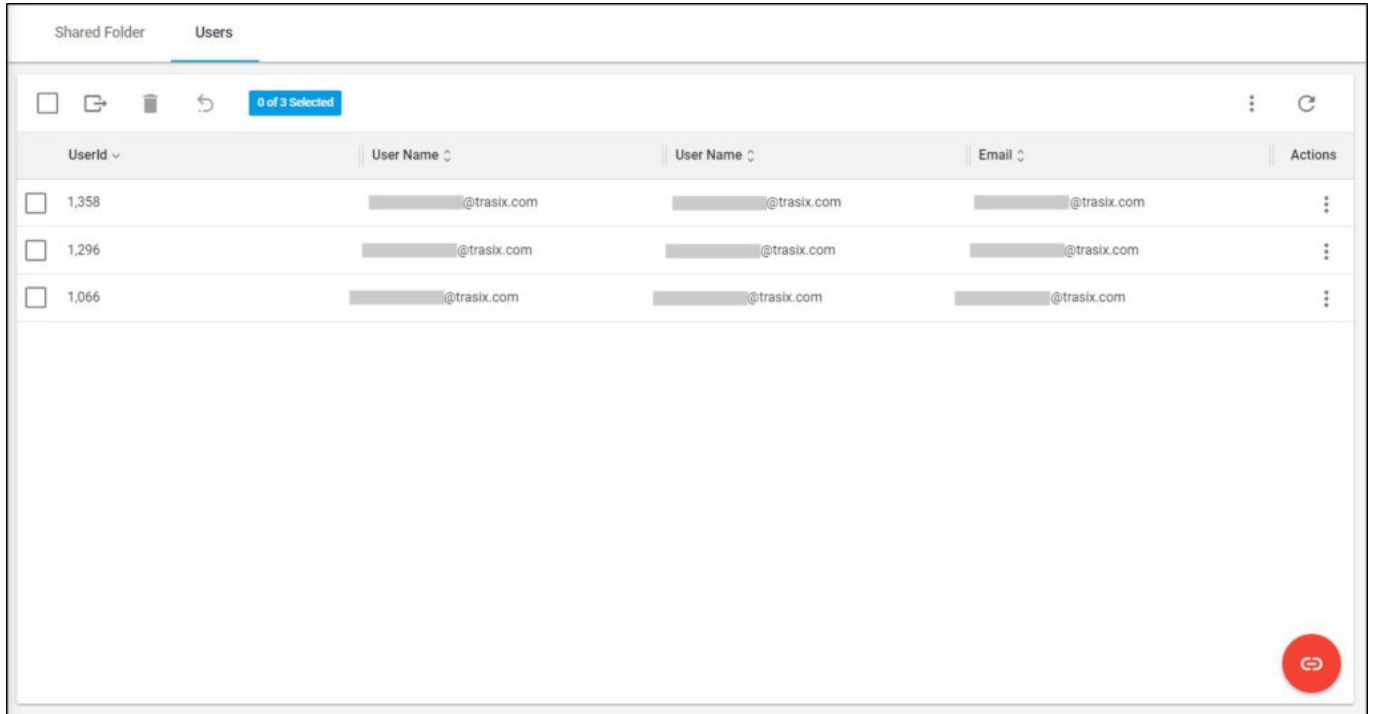 Shared Folder Users
0 of 3 Selected
UserId User Name User Name Email Actions
1,358 @trasix.com @trasix.com @trasix.com
1,296 @trasix.com @trasix.com @trasix.com
1,066 @trasix.com @trasix.com @trasix.com